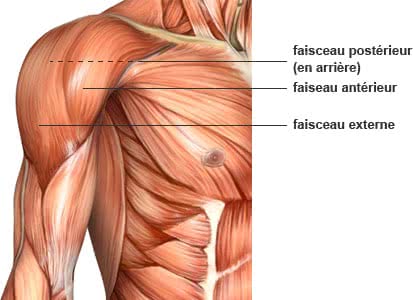 faisceau postérieur
(en arrière)
faiseau antérieur
faisceau externe